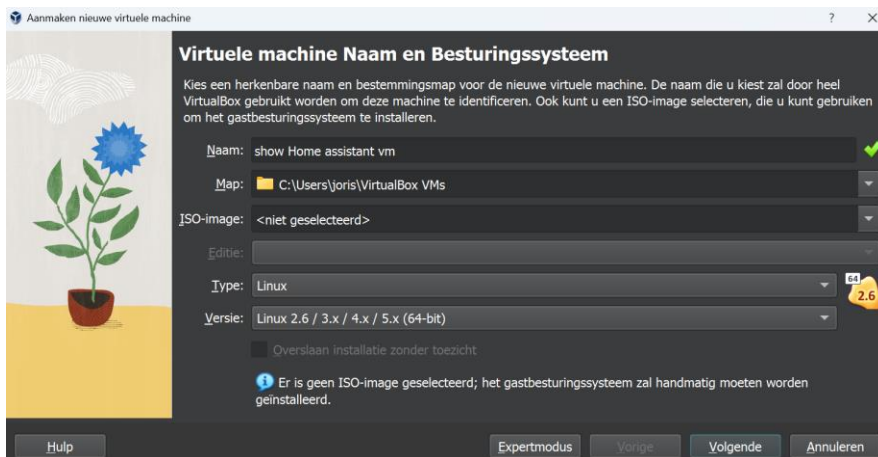 Aanmaken nieuwe virtuele machine
Virtuele machine Naam en Besturingssysteem
Kies een herkenbare naam en bestemmingsmap voor de nieuwe virtuele machine. De naam die u kiest zal door heel
VirtualBox gebruikt worden om deze machine te identificeren. Ook kunt u een ISO-image selecteren, die u kunt gebruiken
om het gastbesturingssysteem te installeren.
Naam: show Home assistant vm
Map: C:\Users\joris\VirtualBox VMs
ISO-image: <niet geselecteerd>
Editie:
Type: Linux 64
2.6
Versie: Linux 2.6 / 3.x / 4.x / 5.x (64-bit)
Overslaan installatie zonder toezicht
Er is geen ISO-image geselecteerd; het gastbesturingssysteem zal handmatig moeten worden
geïnstalleerd.
Hulp Expertmodus Vorige Volgende Annuleren